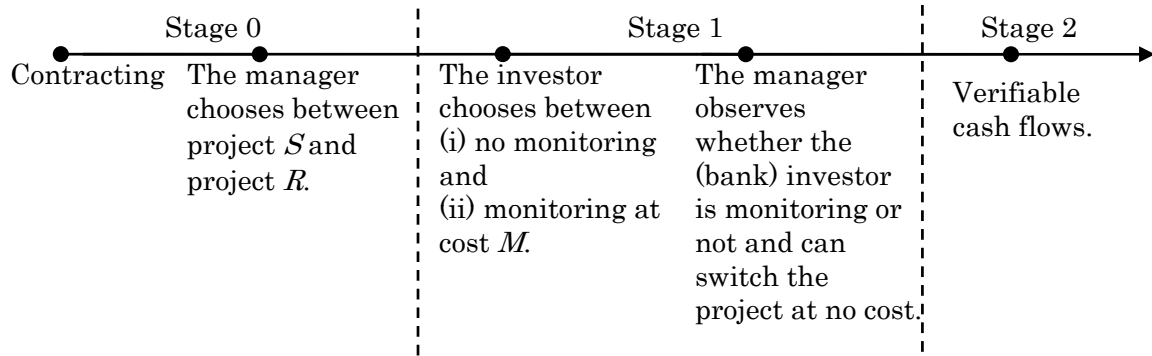 Stage 0
Stage 1
Stage 2
Contracting
The manager
chooses between
project S and
project R.
The investor
chooses between
(i) no monitoring
and
(ii) monitoring at
cost M.
The manager
observes
whether the
(bank) investor
is monitoring or
not and can
switch the
project at no cost.
Verifiable
cash flows.